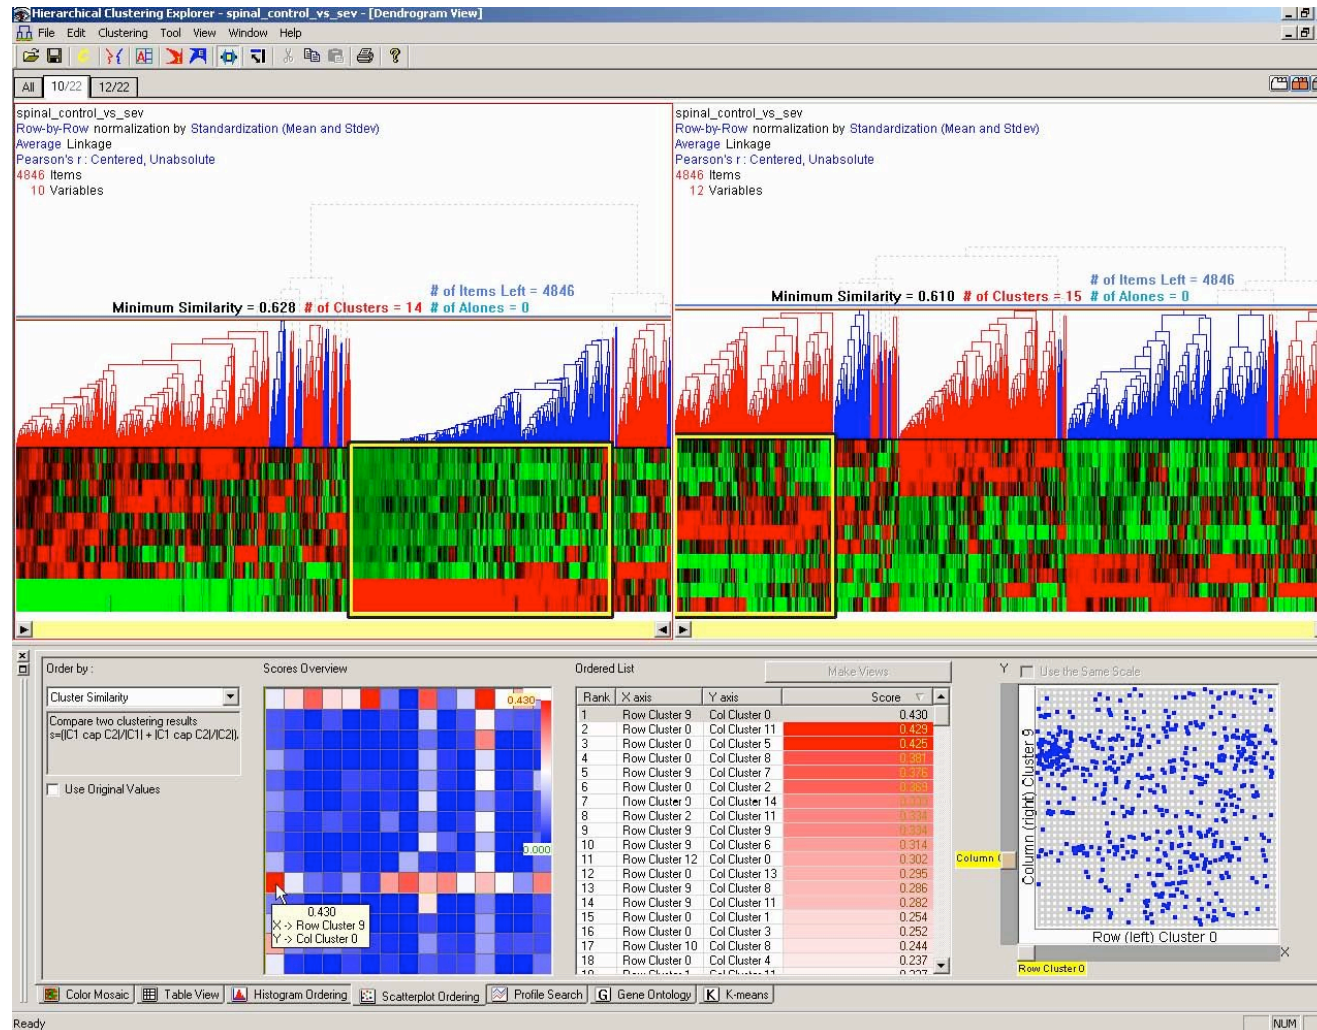 Hierarchical Clustering Explorer - spinal_control_vs_sev - [Dendrogram View]
File Edit Clustering Tool View Window Help
All 10/22 12/22
spinal_control_vs_sev
Row-by-Row normalization by Standardization (Mean and Stdev)
Average Linkage
Pearson's r : Centered, Unabsolute
4846 Items
10 Variables
# of Items Left = 4846
Minimum Similarity = 0.628 # of Clusters = 14 # of Alones = 0
spinal_control_vs_sev
Row-by-Row normalization by Standardization (Mean and Stdev)
Average Linkage
Pearson's r : Centered, Unabsolute
4846 Items
12 Variables
# of Items Left = 4846
Minimum Similarity = 0.610 # of Clusters = 15 # of Alones = 0
Order by :
Cluster Similarity
Compare two clustering results
s=(|C1 cap C2|/|C1| + |C1 cap C2|/|C2|).
Use Original Values
Scores Overview
0.430
0.000
0.430
X -> Row Cluster 9
Y -> Col Cluster 0
Ordered List Make Views
Rank X axis Y axis Score
1 Row Cluster 9 Col Cluster 0 0.430
2 Row Cluster 0 Col Cluster 11 0.429
3 Row Cluster 0 Col Cluster 5 0.425
4 Row Cluster 0 Col Cluster 8 0.381
5 Row Cluster 9 Col Cluster 7 0.376
6 Row Cluster 0 Col Cluster 2 0.369
7 Row Cluster Col Cluster 14
8 Row Cluster 2 Col Cluster 11 0.334
9 Row Cluster 9 Col Cluster 9 0.334
10 Row Cluster 9 Col Cluster 6 0.314
11 Row Cluster 12 Col Cluster 0 0.302
12 Row Cluster 0 Col Cluster 13 0.295
13 Row Cluster 9 Col Cluster 8 0.286
14 Row Cluster 9 Col Cluster 11 0.282
15 Row Cluster 0 Col Cluster 1 0.254
16 Row Cluster 0 Col Cluster 3 0.252
17 Row Cluster 10 Col Cluster 8 0.244
18 Row Cluster 0 Col Cluster 4 0.237
Y Use the Same Scale
Column (right) Cluster 9
Row (left) Cluster 0
X
Row Cluster 0
Color Mosaic Table View Histogram Ordering Scatterplot Ordering Profile Search G Gene Ontology K K-means
Ready NUM